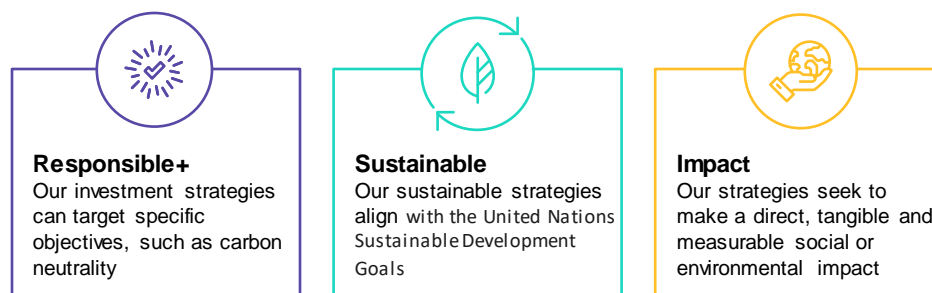 Responsible+
Our investment strategies
can target specific
objectives, such as carbon
neutrality
Sustainable
Our sustainable strategies
align with the United Nations
Sustainable Development
Goals
Impact
Our strategies seek to
make a direct, tangible and
measurable social or
environmental impact